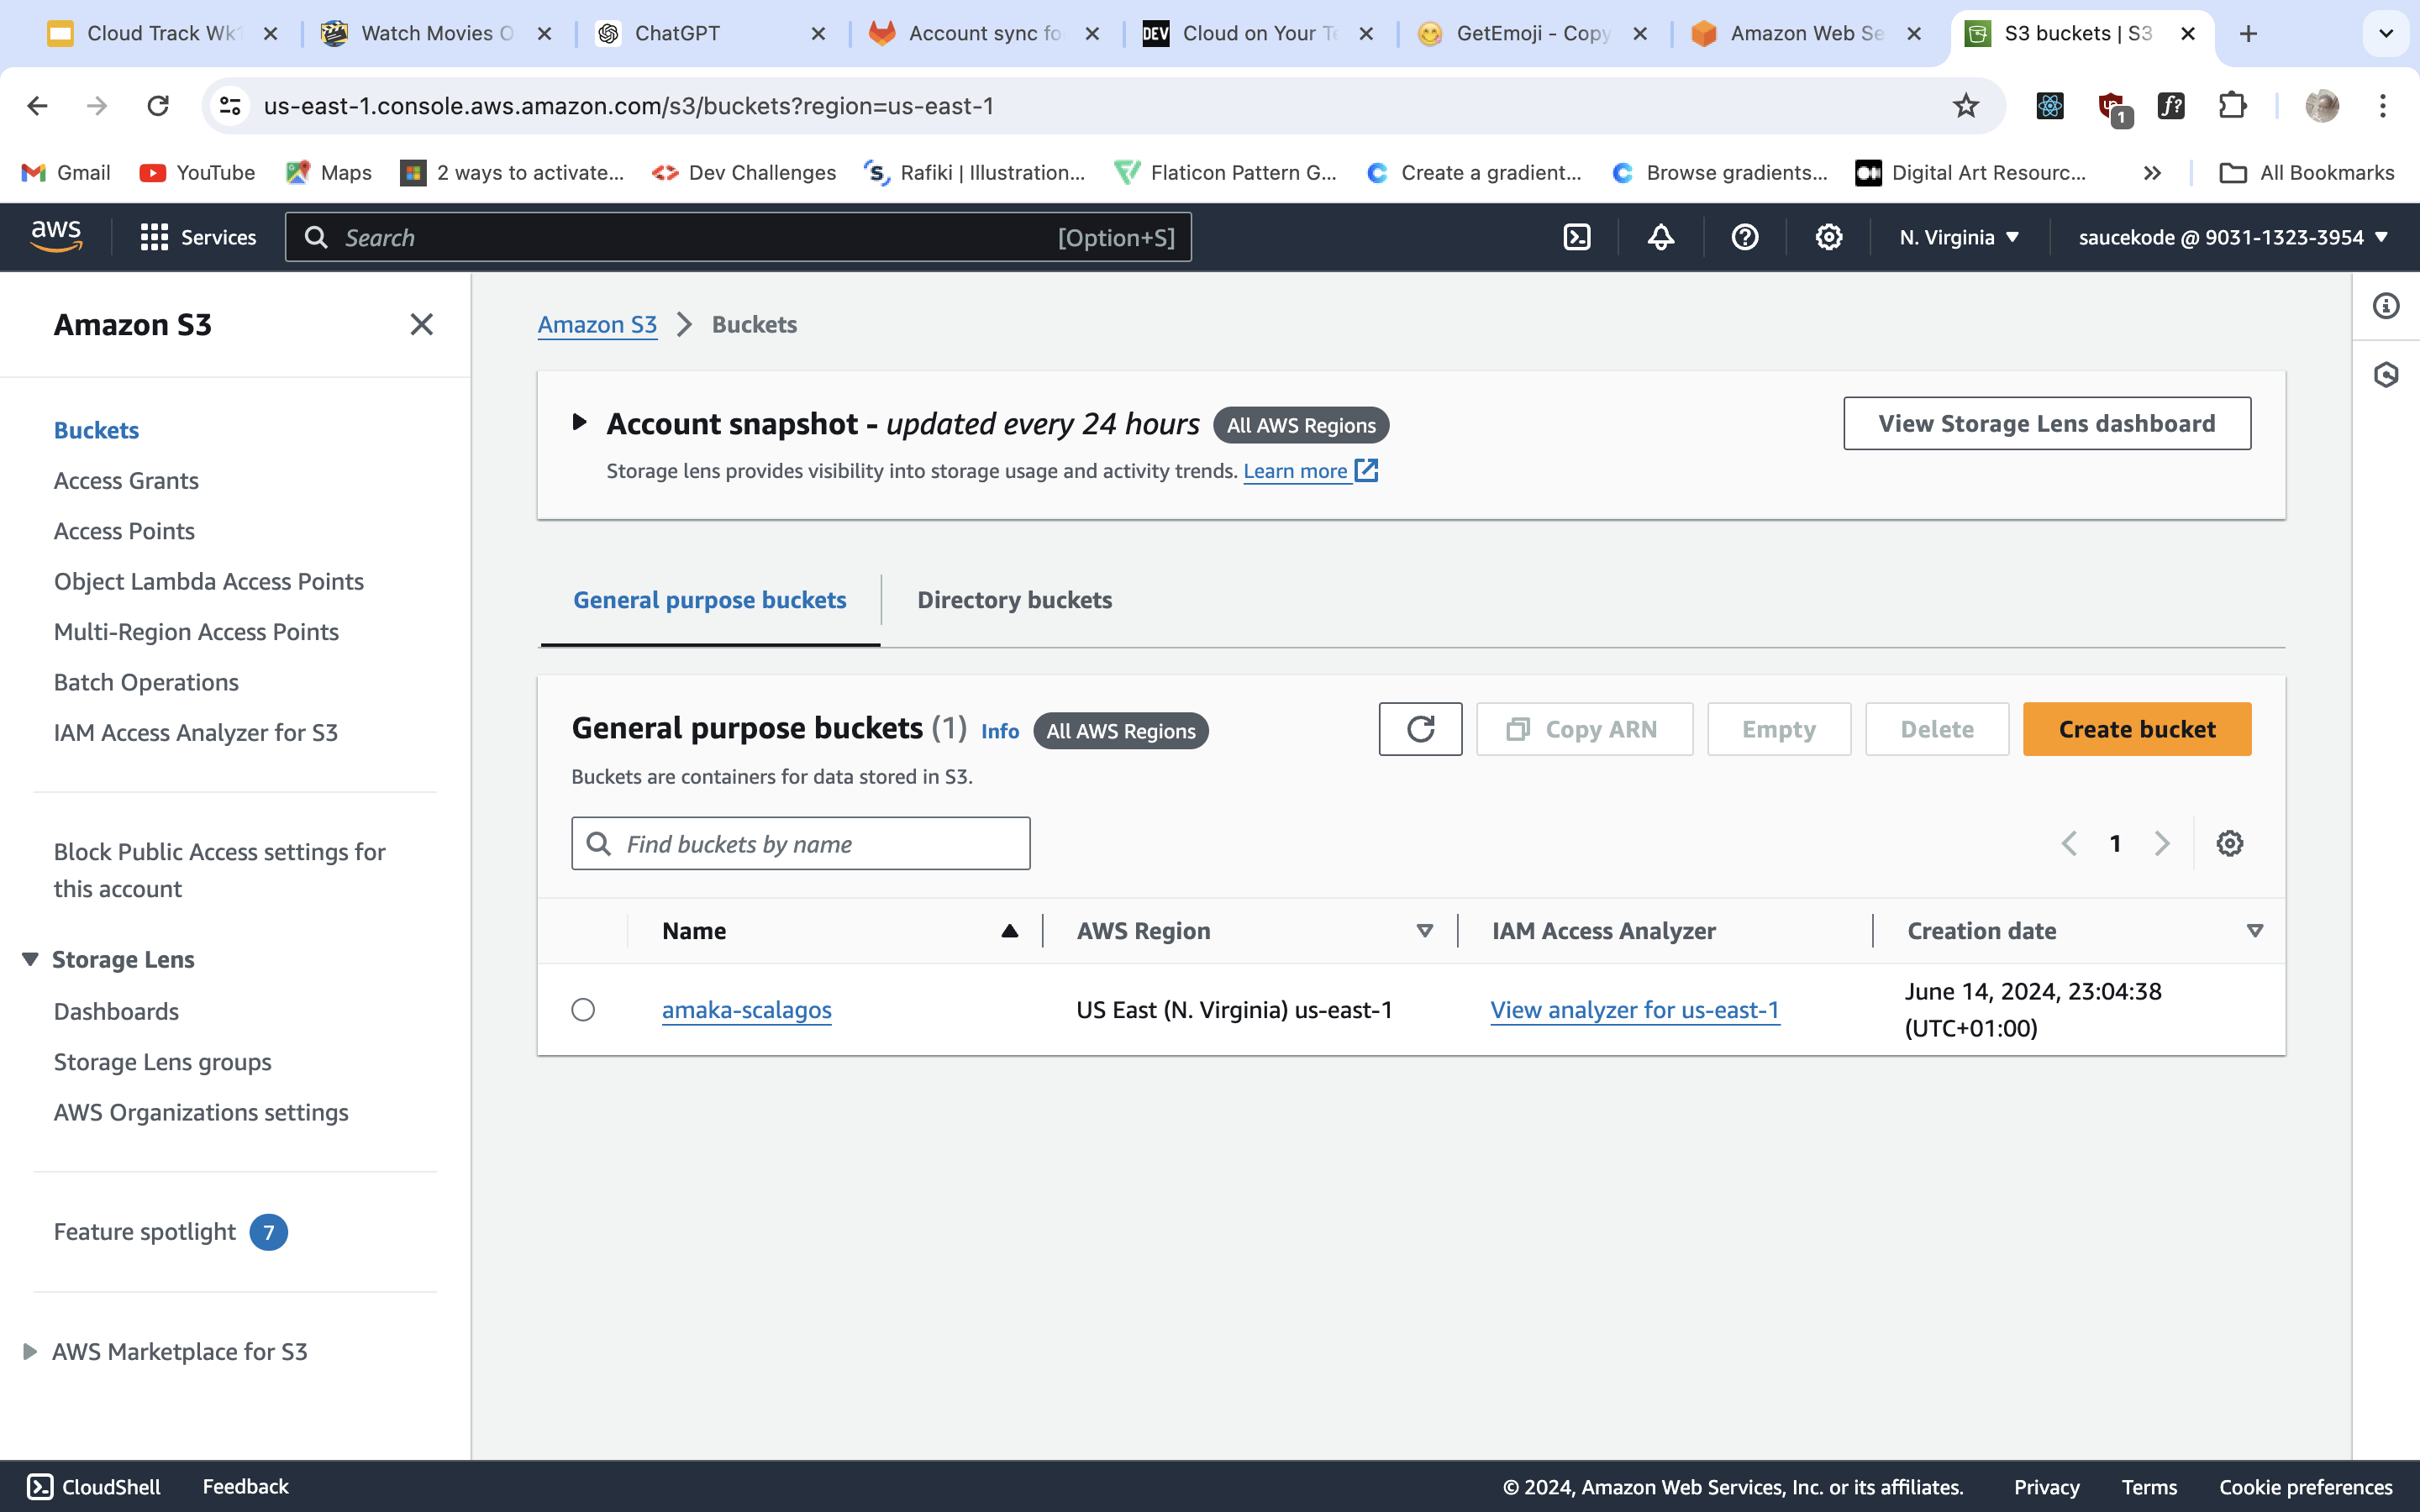 Cloud Track Wk1
Watch Movies O
ChatGPT
Account sync fo
DEV
Cloud on Your Te
GetEmoji - Copy
Amazon Web Se
S3 buckets | S3
us-east-1.console.aws.amazon.com/s3/buckets?region=us-east-1
1
f?
Gmail
YouTube
Maps
2 ways to activate...
Dev Challenges
Rafiki | Illustration...
Flaticon Pattern G...
Create a gradient...
Browse gradients...
Digital Art Resourc...
All Bookmarks
aws
Services
Search
[Option+S]
N. Virginia
saucekode @ 9031-1323-3954
Amazon S3
Buckets
Access Grants
Access Points
Object Lambda Access Points
Multi-Region Access Points
Batch Operations
IAM Access Analyzer for S3
Block Public Access settings for
this account
Storage Lens
Dashboards
Storage Lens groups
AWS Organizations settings
Feature spotlight 7
AWS Marketplace for S3
Amazon S3 > Buckets
Account snapshot - updated every 24 hours All AWS Regions
View Storage Lens dashboard
Storage lens provides visibility into storage usage and activity trends. Learn more
General purpose buckets
Directory buckets
General purpose buckets (1) Info All AWS Regions
Copy ARN
Empty
Delete
Create bucket
Buckets are containers for data stored in S3.
Find buckets by name
1
Name
AWS Region
IAM Access Analyzer
Creation date
amaka-scalagos
US East (N. Virginia) us-east-1
View analyzer for us-east-1
June 14, 2024, 23:04:38
(UTC+01:00)
CloudShell
Feedback
© 2024, Amazon Web Services, Inc. or its affiliates.
Privacy
Terms
Cookie preferences